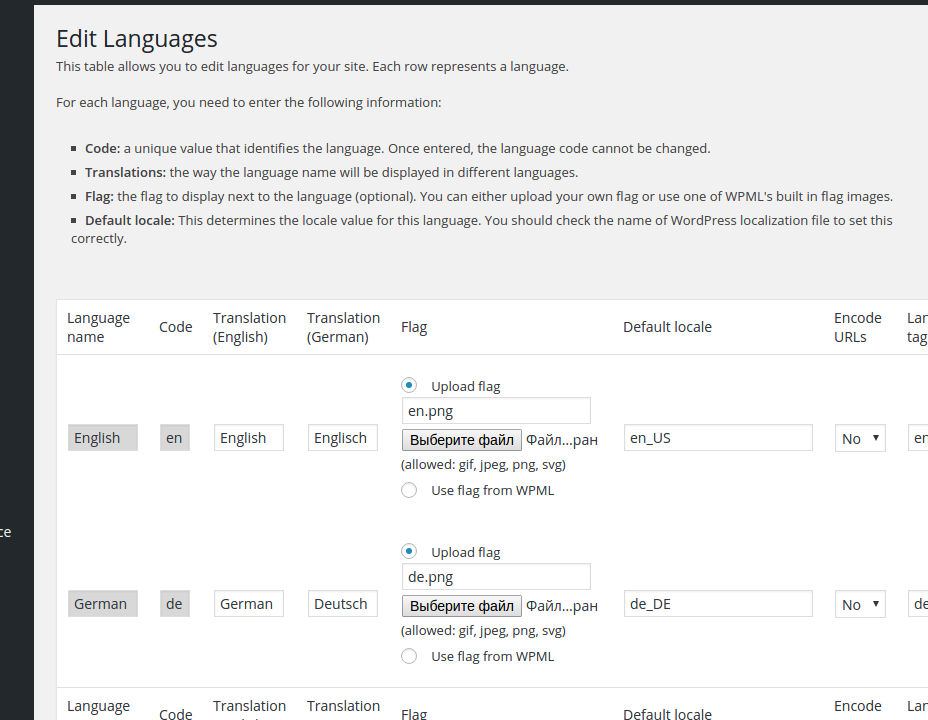 Edit Languages
This table allows you to edit languages for your site. Each row represents a language.
For each language, you need to enter the following information:
Code: a unique value that identifies the language. Once entered, the language code cannot be changed.
Translations: the way the language name will be displayed in different languages.
Flag: the flag to display next to the language (optional). You can either upload your own flag or use one of WPML's built in flag images.
Default locale: This determines the locale value for this language. You should check the name of WordPress localization file to set this
correctly.
Language name Code Translation (English) Translation (German) Flag Default locale Encode URLs
Upload flag
en.png
English en English Englisch Выберите файл Файл...ран en_US No en
(allowed: gif, jpeg, png, svg)
Use flag from WPML
Upload flag
de.png
German de German Deutsch Выберите файл Файл...ран de_DE No de
(allowed: gif, jpeg, png, svg)
Use flag from WPML
Language Translation Translation Encode
Code Flag Default locale